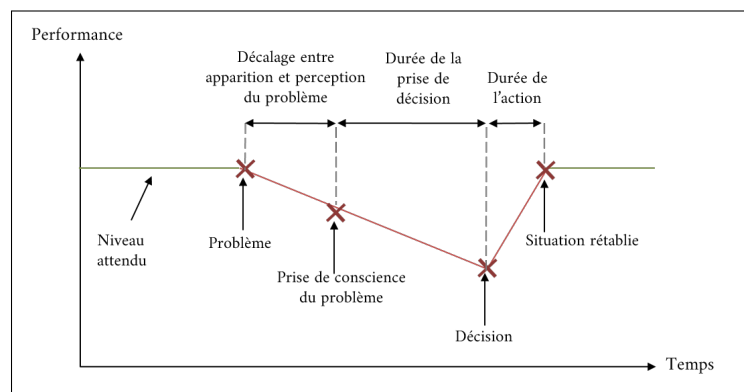 Performance
Décalage entre
apparition et perception
du problème
Durée de la
prise de
décision
Durée de
l'action
Niveau
attendu
Problème
Prise de conscience
du problème
Décision
Situation rétablie
Temps